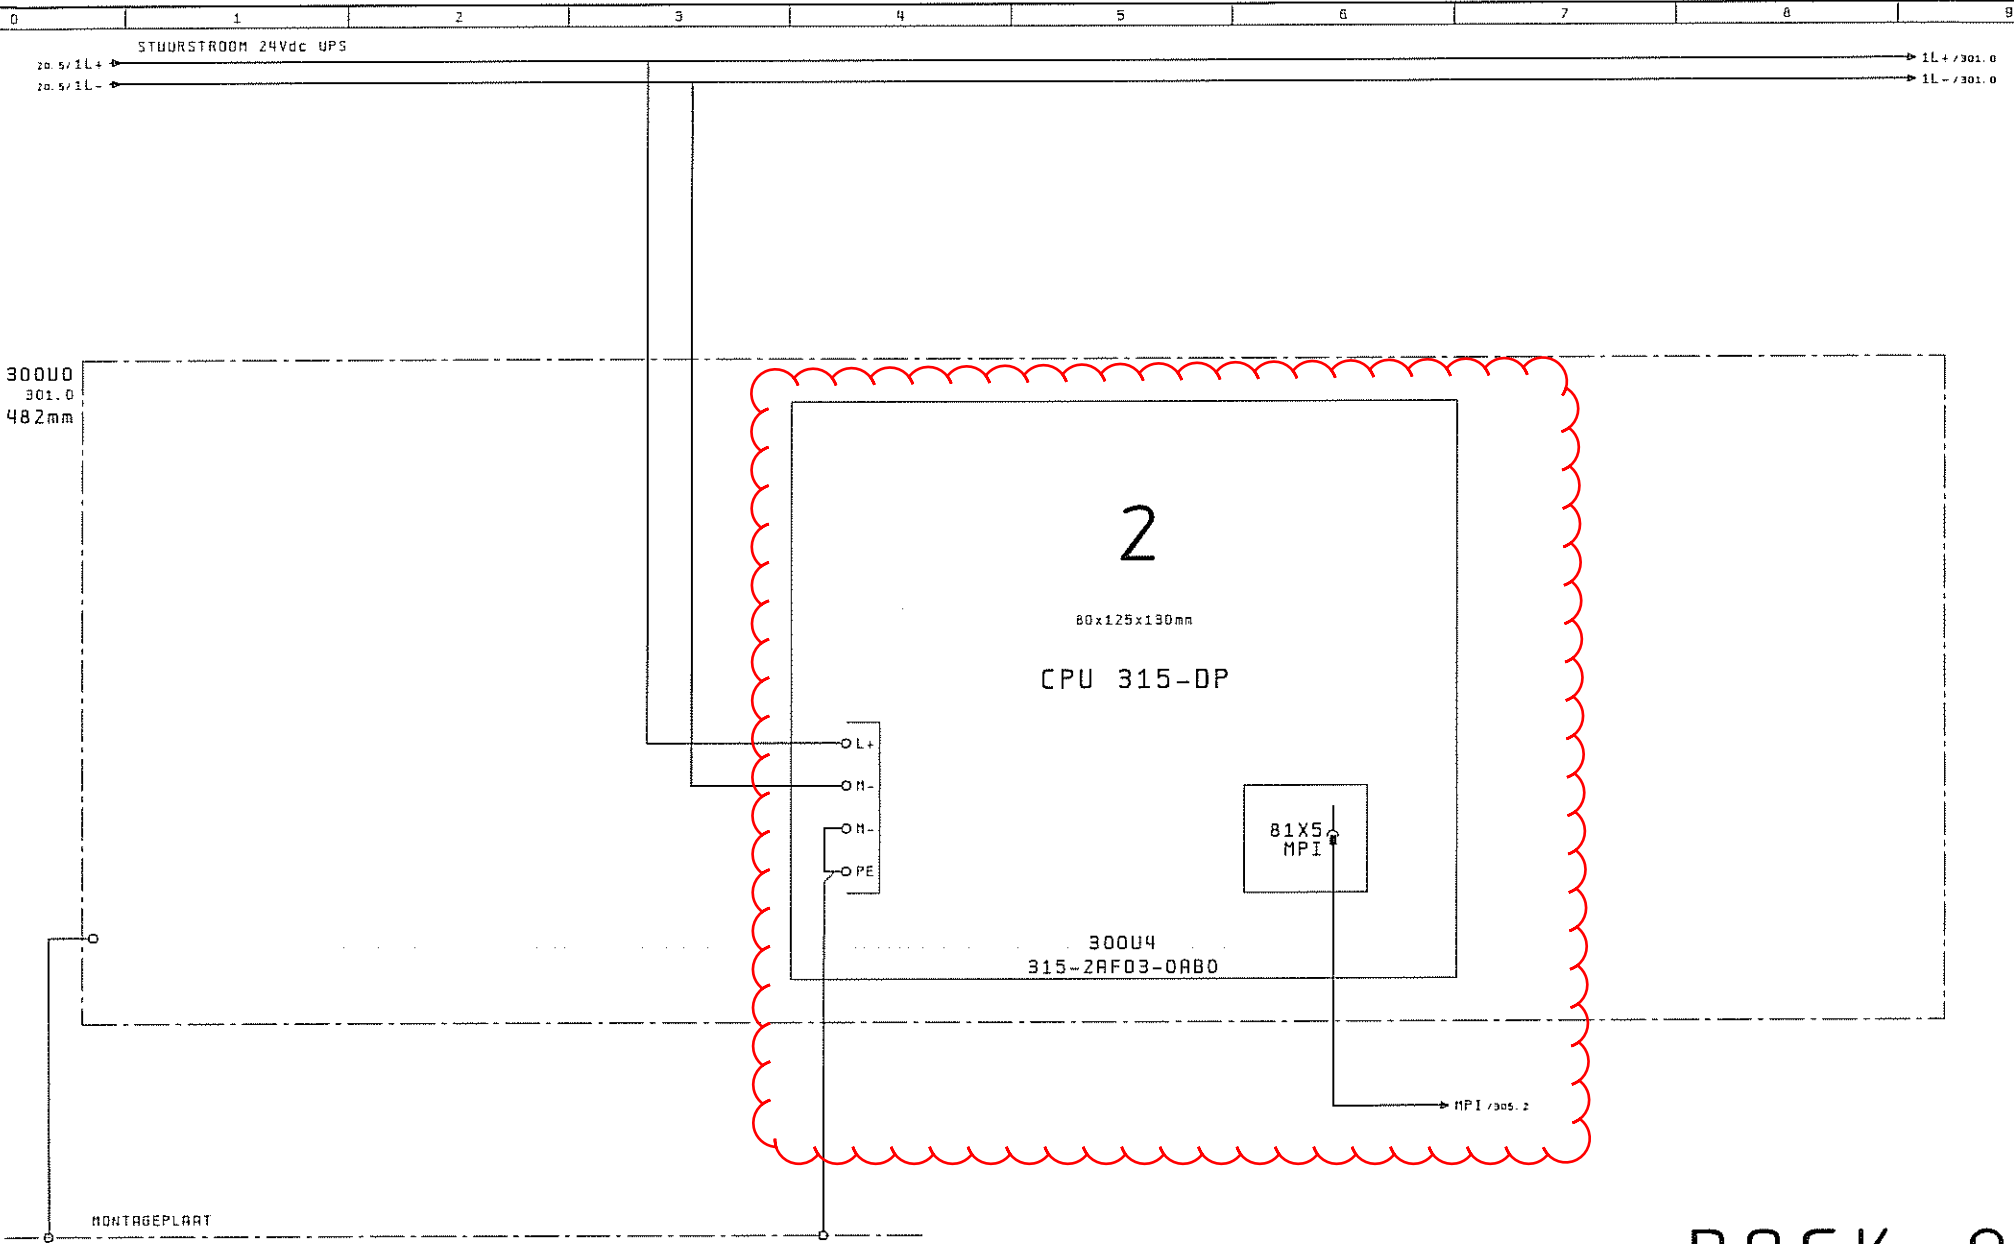 0 1 2 3 4 5 6 7 8 9
STUURSTROOM 24Vdc UPS
20.5/1L+
1L+/301.0
20.5/1L-
1L-/301.0
300U0
301.0
482mm
2
80x125x130mm
CPU 315-DP
L+
M-
M-
PE
81X5
MPI
300U4
315-2AF03-0AB0
MPI/305.2
MONTAGEPLAAT